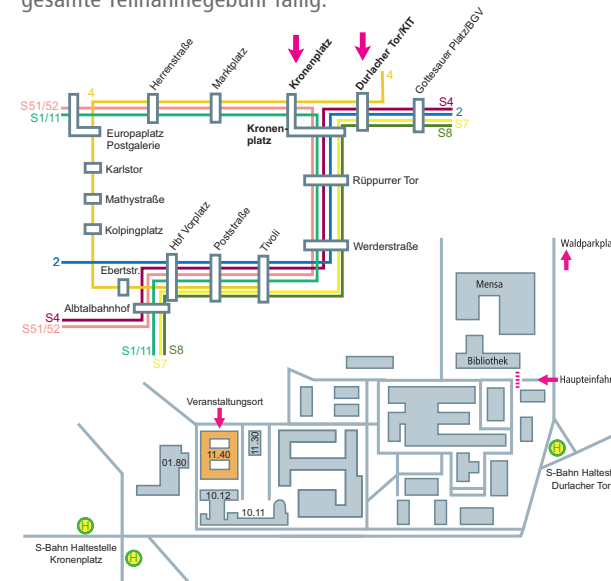 gesamte Teilnahmegebühr fällig.
Herrenstraße
Marktplatz
Kronenplatz
Durlacher Tor/KIT
Gottesauer Platz/BGV
4
4
S51/52
S1/11
S4
2
S7
S8
Europaplatz
Postgalerie
Kronen-
platz
Karlstor
Rüppurrer Tor
Mathystraße
Kolpingplatz
Hbf Vorplatz
Poststraße
Tivoli
Werderstraße
2
Ebertstr.
Albtalbahnhof
S4
S51/52
S1/11
S8
S7
Waldparkpla
Mensa
Bibliothek
Haupteinfahr
Veranstaltungsort
01.80
11.40
11.30
10.12
10.11
H
S-Bahn Haltest
Durlacher Tor
H
S-Bahn Haltestelle
Kronenplatz
H